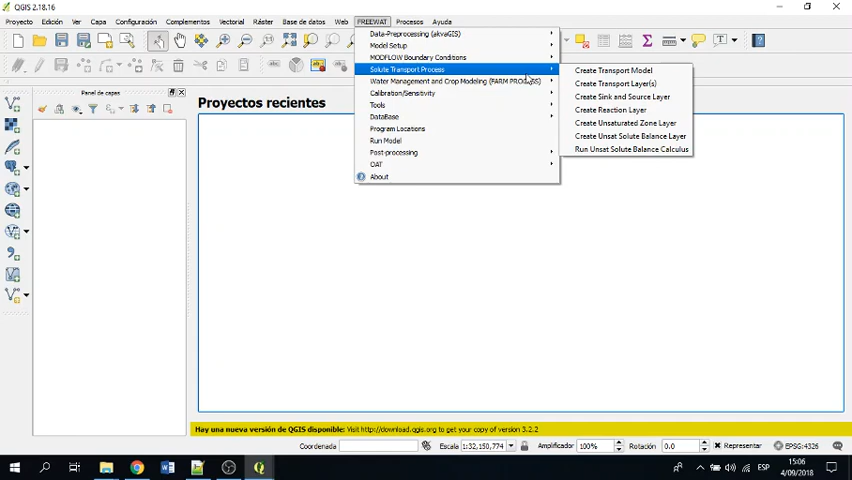 QGIS 2.18.16
Proyecto Edición Ver Capa Configuración Complementos Vectorial Ráster Base de datos Web FREEWAT Procesos Ayuda
Data-Preprocessing (akvaGIS)
Model Setup
MODFLOW Boundary Conditions
Solute Transport Process
Water Management and Crop Modeling (FARM PROCESS)
Calibration/Sensitivity
Tools
DataBase
Program Locations
Run Model
Post-processing
OAT
About
Create Transport Model
Create Transport Layer(s)
Create Sink and Source Layer
Create Reaction Layer
Create Unsaturated Zone Layer
Create Unsat Solute Balance Layer
Run Unsat Solute Balance Calculus
Panel de capas
Proyectos recientes
Hay una nueva versión de QGIS disponible: Visit http://download.qgis.org to get your copy of version 3.2.2
Coordenada Escala 1:32,150,774 Amplificador 100% Rotación 0.0 Representar EPSG:4326
ESP 15:06
4/09/2018